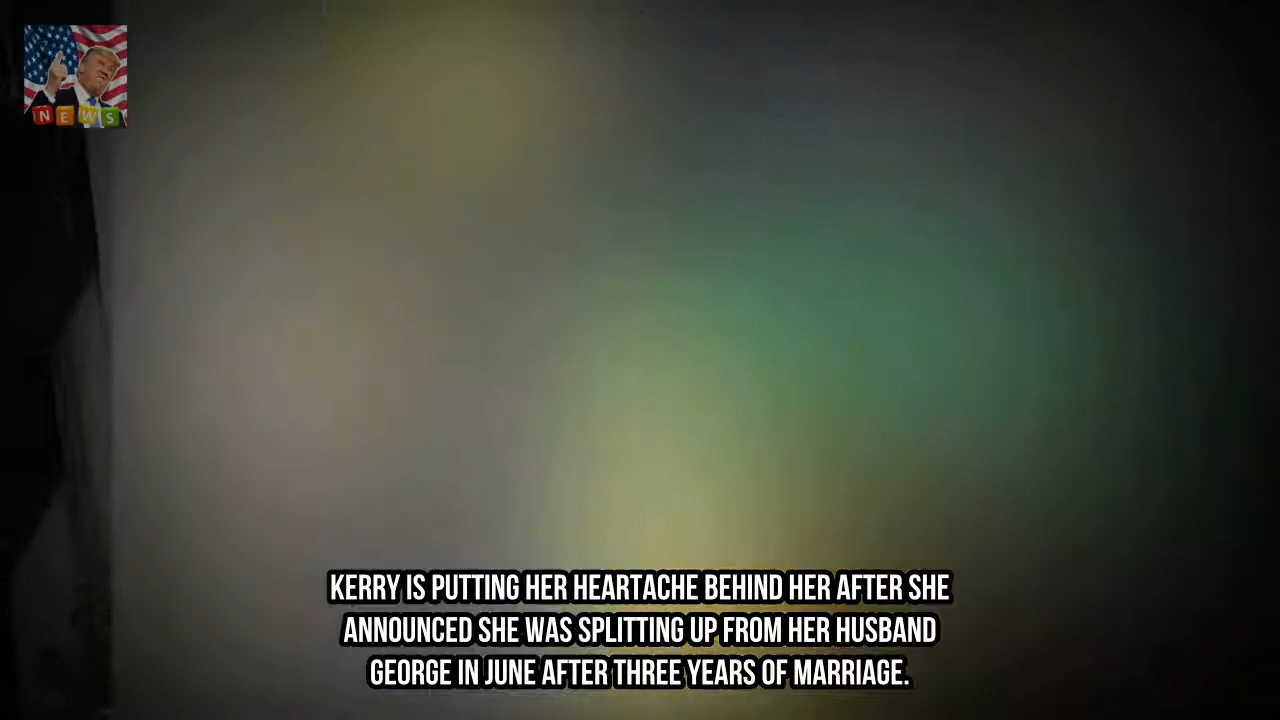 NEWS
KERRY IS PUTTING HER HEARTACHE BEHIND HER AFTER SHE
ANNOUNCED SHE WAS SPLITTING UP FROM HER HUSBAND
GEORGE IN JUNE AFTER THREE YEARS OF MARRIAGE.